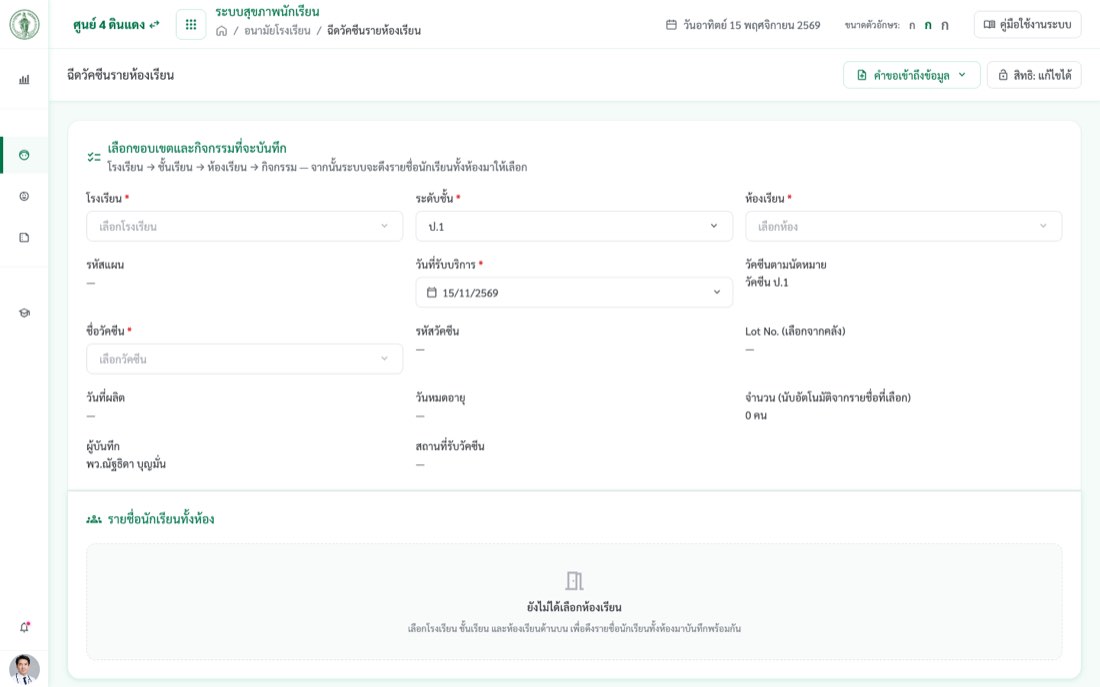 ศูนย์ 4 ดินแดง
ระบบสุขภาพนักเรียน
/ อนามัยโรงเรียน / ฉีดวัคซีนรายห้องเรียน
วันอาทิตย์ 15 พฤศจิกายน 2569
ขนาดตัวอักษร: ก ก ก
คู่มือใช้งานระบบ
ฉีดวัคซีนรายห้องเรียน
คำขอเข้าถึงข้อมูล
สิทธิ: แก้ไขได้
เลือกขอบเขตและกิจกรรมที่จะบันทึก
โรงเรียน → ชั้นเรียน → ห้องเรียน → กิจกรรม — จากนั้นระบบจะดึงรายชื่อนักเรียนทั้งห้องมาให้เลือก
โรงเรียน *
ระดับชั้น *
ห้องเรียน *
เลือกโรงเรียน
ป.1
เลือกห้อง
รหัสแผน
วันที่รับบริการ *
วัคซีนตามนัดหมาย
—
15/11/2569
วัคซีน ป.1
ชื่อวัคซีน *
รหัสวัคซีน
Lot No. (เลือกจากคลัง)
เลือกวัคซีน
—
—
วันที่ผลิต
วันหมดอายุ
จำนวน (นับอัตโนมัติจากรายชื่อที่เลือก)
—
—
0 คน
ผู้บันทึก
สถานที่รับวัคซีน
พว.ณัฐธิดา บุญมั่น
—
รายชื่อนักเรียนทั้งห้อง
ยังไม่ได้เลือกห้องเรียน
เลือกโรงเรียน ชั้นเรียน และห้องเรียนด้านบน เพื่อดึงรายชื่อนักเรียนทั้งห้องมาบันทึกพร้อมกัน